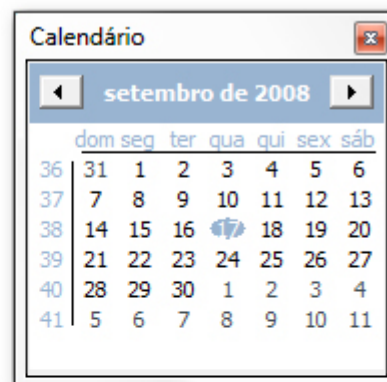 Calendário
setembro de 2008
dom seg ter qua qui sex sáb
36 31 1 2 3 4 5 6
37 7 8 9 10 11 12 13
38 14 15 16 17 18 19 20
39 21 22 23 24 25 26 27
40 28 29 30 1 2 3 4
41 5 6 7 8 9 10 11